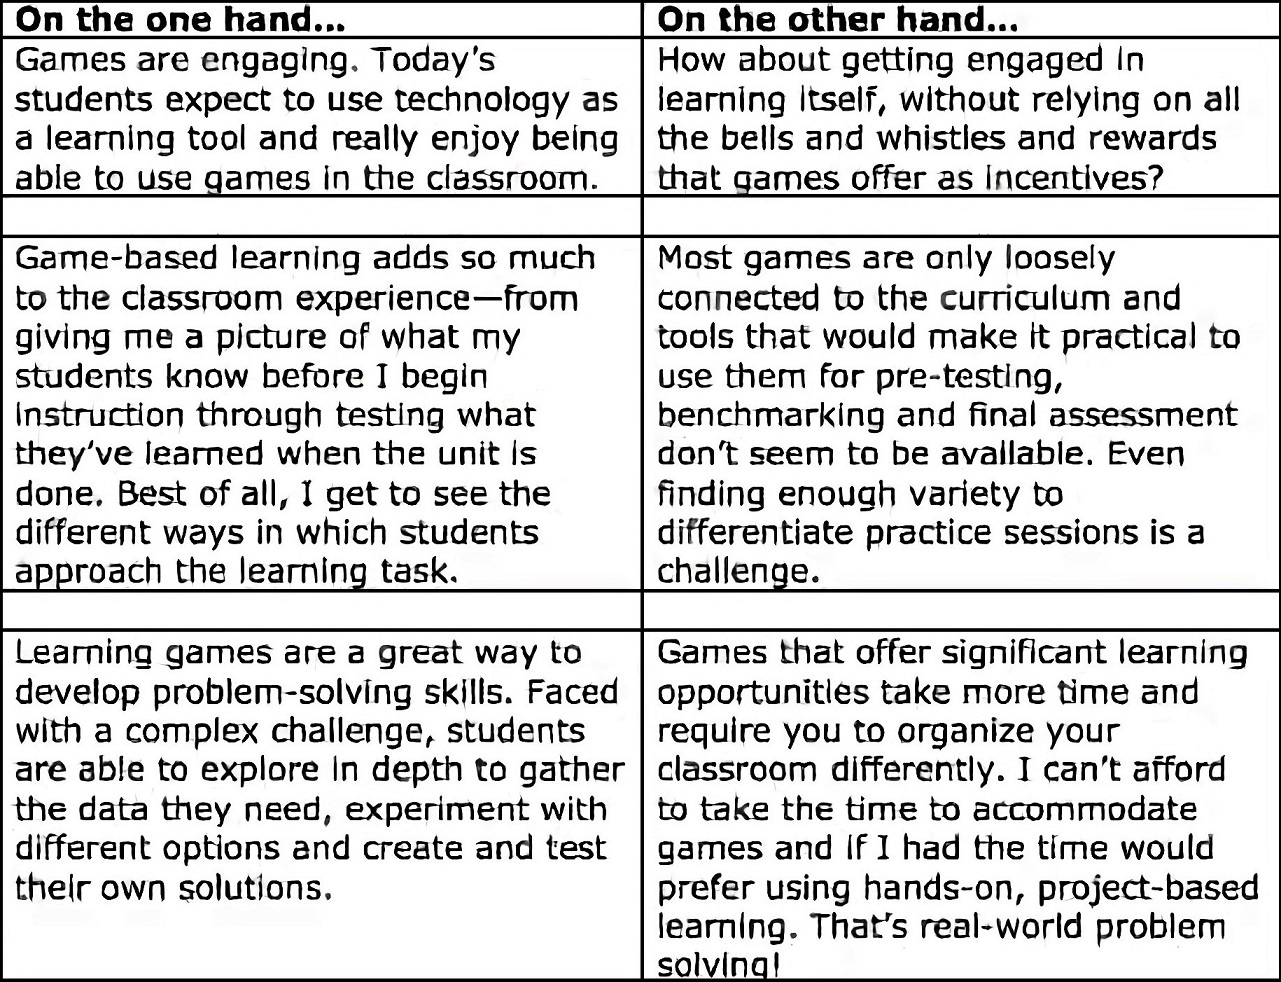 On the one hand...
On the other hand...
Games are engaging. Today's
students expect to use technology as
a learning tool and really enjoy being
able to use games in the classroom.
How about getting engaged in
learning itself, without relying on all
the bells and whistles and rewards
that games offer as incentives?
Game-based learning adds so much
to the classroom experience—from
giving me a picture of what my
students know before I begin
instruction through testing what
they've learned when the unit is
done. Best of all, I get to see the
different ways in which students
approach the learning task.
Most games are only loosely
connected to the curriculum and
tools that would make it practical to
use them for pre-testing,
benchmarking and final assessment
don't seem to be available. Even
finding enough variety to
differentiate practice sessions is a
challenge.
Learning games are a great way to
develop problem-solving skills. Faced
with a complex challenge, students
are able to explore in depth to gather
the data they need, experiment with
different options and create and test
their own solutions.
Games that offer significant learning
opportunities take more time and
require you to organize your
classroom differently. I can't afford
to take the time to accommodate
games and if I had the time would
prefer using hands-on, project-based
learning. That's real-world problem
solving!